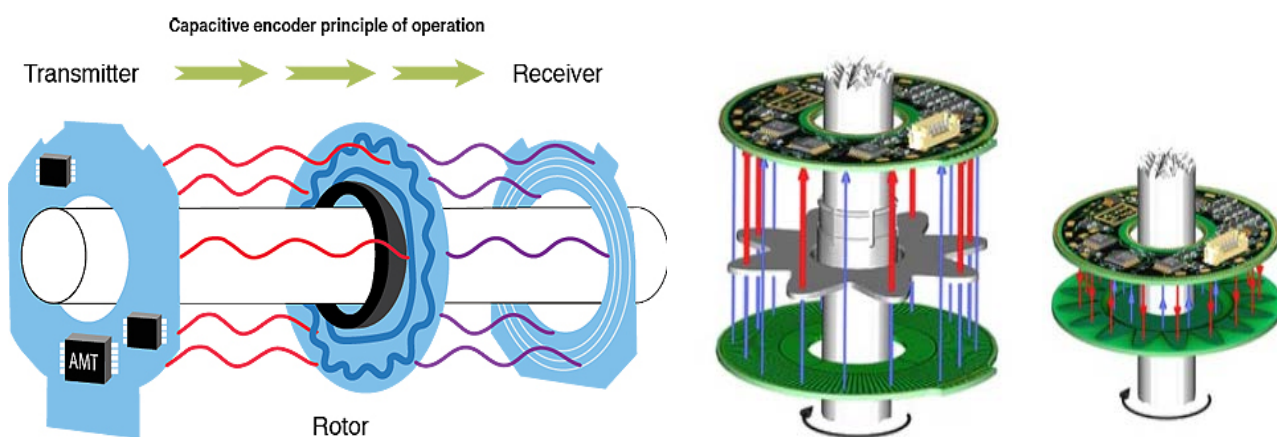 Capacitive encoder principle of operation
Transmitter
Receiver
AMT
Rotor